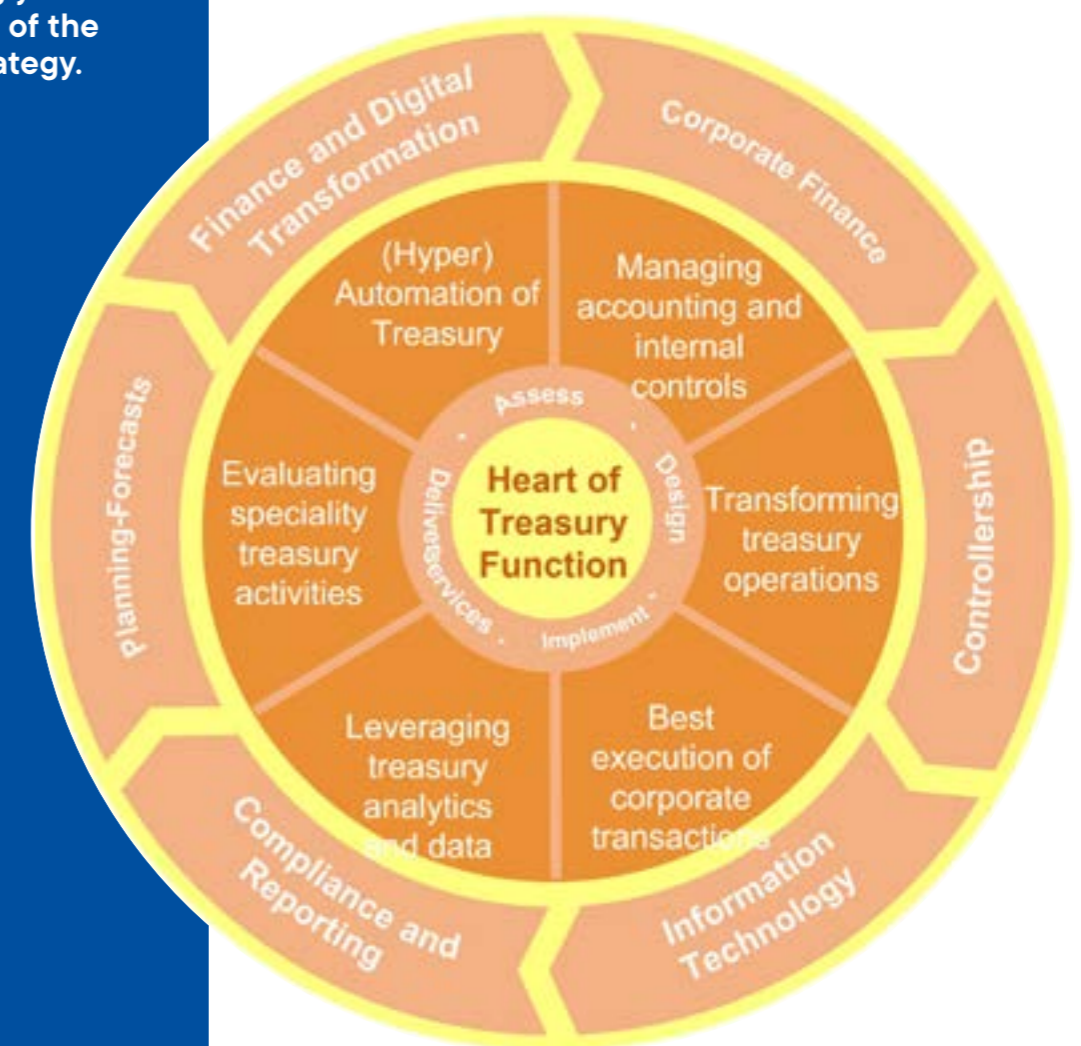 of the
ategy.
Finance and Digital
Transformation
Corporate Finance
Controllership
Information
Technology
Compliance and
Reporting
Planning-Forecasts
(Hyper)
Automation of
Treasury
Managing
accounting and
internal
controls
Transforming
treasury
operations
Best
execution of
corporate
transactions
Leveraging
treasury
analytics
and data
Evaluating
speciality
treasury
activities
Assess
Design
Implement
Deliveservices
Heart of
Treasury
Function